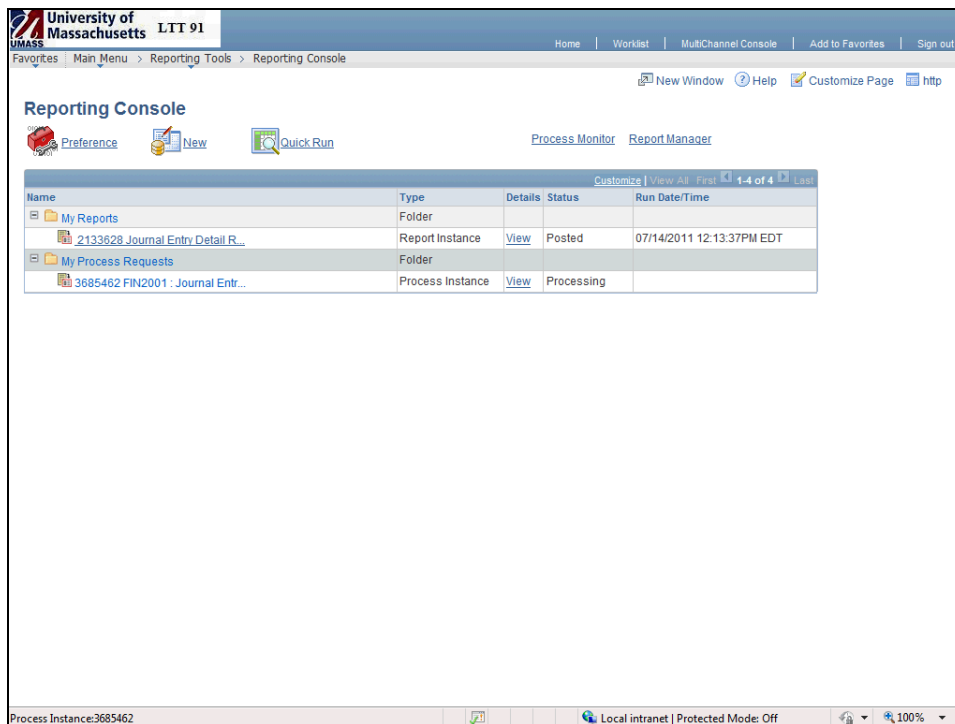 University of
Massachusetts LTT 91
UMASS
Home | Worklist | MultiChannel Console | Add to Favorites | Sign out
Favorites Main Menu > Reporting Tools > Reporting Console
New Window Help Customize Page http
Reporting Console
Preference New Quick Run Process Monitor Report Manager
Customize | View All First 1-4 of 4 Last
Name Type Details Status Run Date/Time
My Reports Folder
2133628 Journal Entry Detail R... Report Instance View Posted 07/14/2011 12:13:37PM EDT
My Process Requests Folder
3685462 FIN2001 : Journal Entr... Process Instance View Processing
Process Instance:3685462 Local intranet | Protected Mode: Off 100%